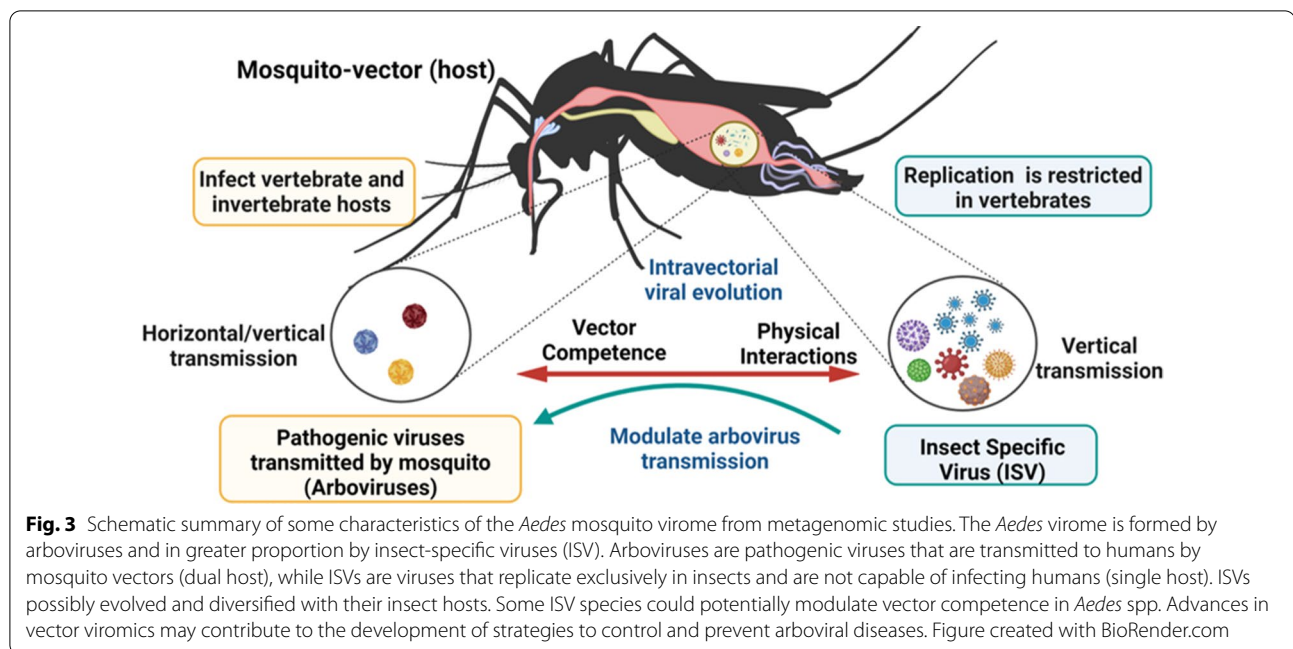 Mosquito-vector (host)
Infect vertebrate and
invertebrate hosts
Replication is restricted
in vertebrates
Intravectorial
viral evolution
Horizontal/vertical
transmission
Vector
Competence
Physical
Interactions
Vertical
transmission
Pathogenic viruses
transmitted by mosquito
(Arboviruses)
Modulate arbovirus
transmission
Insect Specific
Virus (ISV)
Fig. 3 Schematic summary of some characteristics of the Aedes mosquito virome from metagenomic studies. The Aedes virome is formed by
arboviruses and in greater proportion by insect-specific viruses (ISV). Arboviruses are pathogenic viruses that are transmitted to humans by
mosquito vectors (dual host), while ISVs are viruses that replicate exclusively in insects and are not capable of infecting humans (single host). ISVs
possibly evolved and diversified with their insect hosts. Some ISV species could potentially modulate vector competence in Aedes spp. Advances in
vector viromics may contribute to the development of strategies to control and prevent arboviral diseases. Figure created with BioRender.com